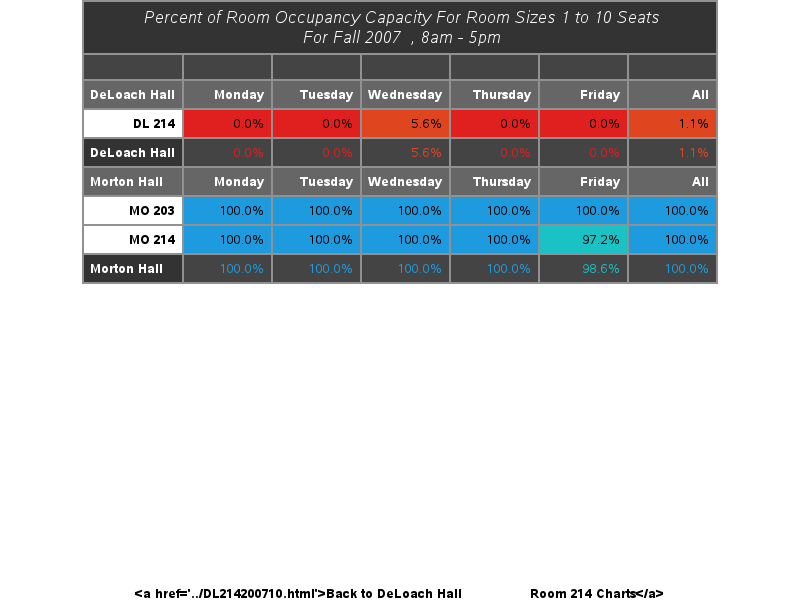 Percent of Room Occupancy Capacity For Room Sizes 1 to 10 Seats
For Fall 2007 , 8am - 5pm
DeLoach Hall Monday Tuesday Wednesday Thursday Friday All
DL 214 0.0% 0.0% 5.6% 0.0% 0.0% 1.1%
DeLoach Hall 0.0% 0.0% 5.6% 0.0% 0.0% 1.1%
Morton Hall Monday Tuesday Wednesday Thursday Friday All
MO 203 100.0% 100.0% 100.0% 100.0% 100.0% 100.0%
MO 214 100.0% 100.0% 100.0% 100.0% 97.2% 100.0%
Morton Hall 100.0% 100.0% 100.0% 100.0% 98.6% 100.0%
<a href='../DL214200710.html'>Back to DeLoach Hall Room 214 Charts</a>